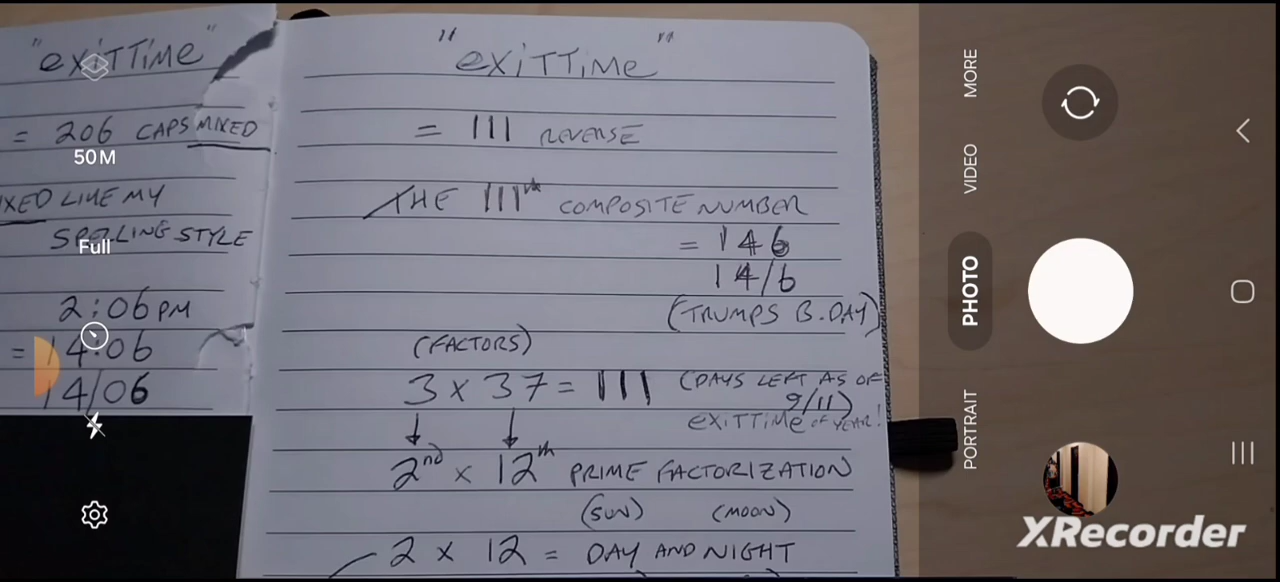 "exiTTime"
= 206 CAPS MIXED
50M
XED LIKE MY
Full
SPELLING STYLE
2:06PM
= 14:06
14/06
"exiTTime"
= 111 REVERSE
THE 111th COMPOSITE NUMBER
= 146
14/6
(TRUMPS B.DAY)
(FACTORS)
3 x 37 = 111 (DAYS LEFT AS OF
9/11)
exiTTime OF YEAR!
2nd x 12th PRIME FACTORIZATION
(SUN) (MOON)
2 x 12 = DAY AND NIGHT
MORE
VIDEO
PHOTO
PORTRAIT
XRecorder